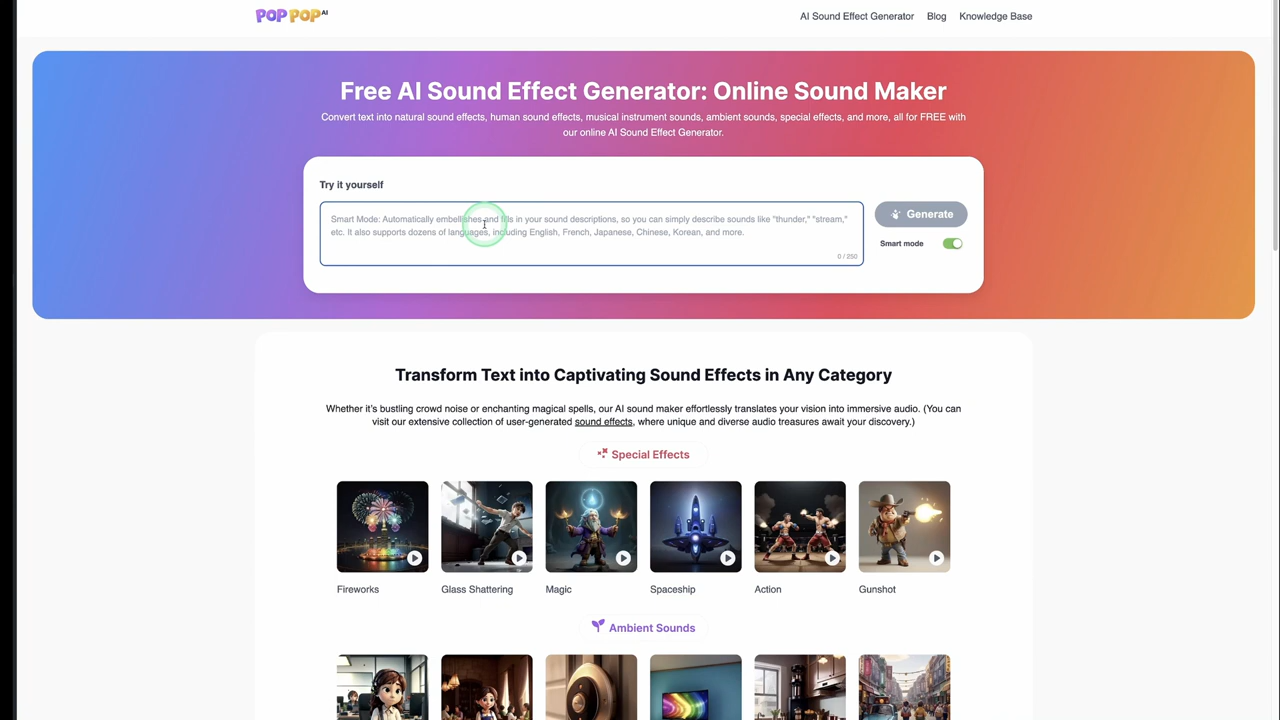 POP POP AI
AI Sound Effect Generator Blog Knowledge Base
Free AI Sound Effect Generator: Online Sound Maker
Convert text into natural sound effects, human sound effects, musical instrument sounds, ambient sounds, special effects, and more, all for FREE with
our online AI Sound Effect Generator.
Try it yourself
Smart Mode: Automatically embellishes and fills in your sound descriptions, so you can simply describe sounds like "thunder," "stream,"
etc. It also supports dozens of languages, including English, French, Japanese, Chinese, Korean, and more.
0 / 250
Generate
Smart mode
Transform Text into Captivating Sound Effects in Any Category
Whether it's bustling crowd noise or enchanting magical spells, our AI sound maker effortlessly translates your vision into immersive audio. (You can
visit our extensive collection of user-generated sound effects, where unique and diverse audio treasures await your discovery.)
Special Effects
Fireworks Glass Shattering Magic Spaceship Action Gunshot
Ambient Sounds